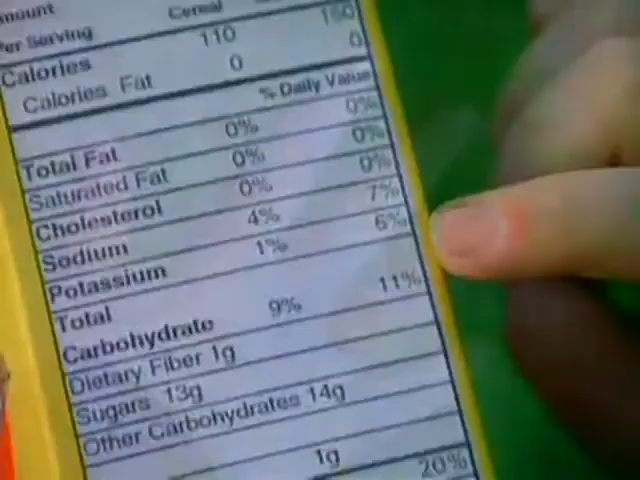 Amount Cereal
Per Serving
Calories 110 150
Calories Fat 0 0
% Daily Value
Total Fat 0% 0%
Saturated Fat 0% 0%
Cholesterol 0% 0%
Sodium 4% 7%
Potassium 1% 6%
Total
Carbohydrate 9% 11%
Dietary Fiber 1g
Sugars 13g
Other Carbohydrates 14g
1g
20%